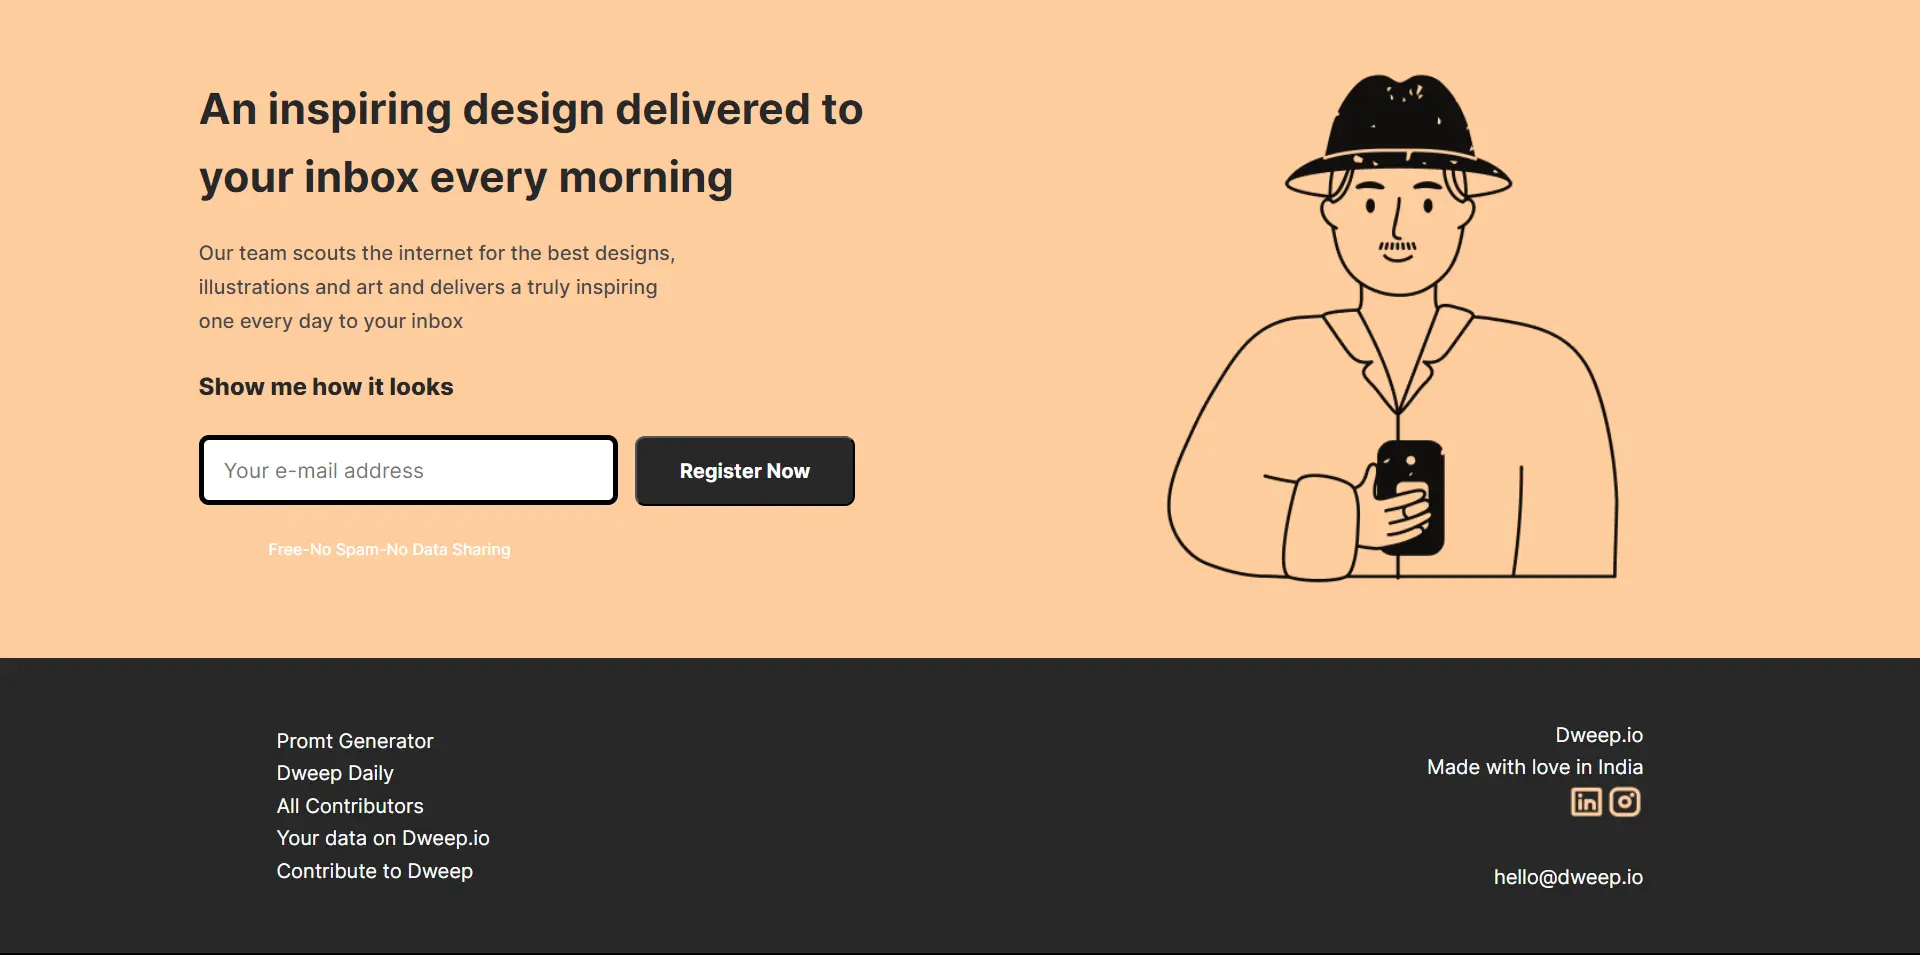 An inspiring design delivered to
your inbox every morning
Our team scouts the internet for the best designs,
illustrations and art and delivers a truly inspiring
one every day to your inbox
Show me how it looks
Your e-mail address
Register Now
Free-No Spam-No Data Sharing
Promt Generator
Dweep Daily
All Contributors
Your data on Dweep.io
Contribute to Dweep
Dweep.io
Made with love in India
in
hello@dweep.io